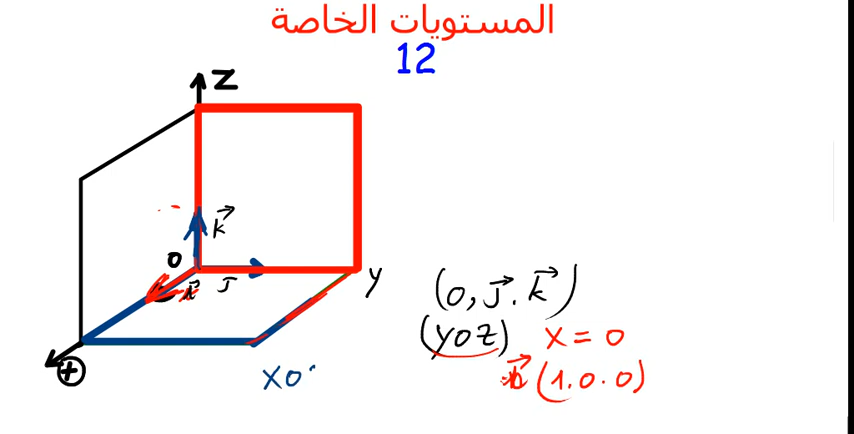 المستويات الخاصة
12
Z
k
O
J
y
(O, J. k)
(yoz) x = 0
(1.0.0)
XO